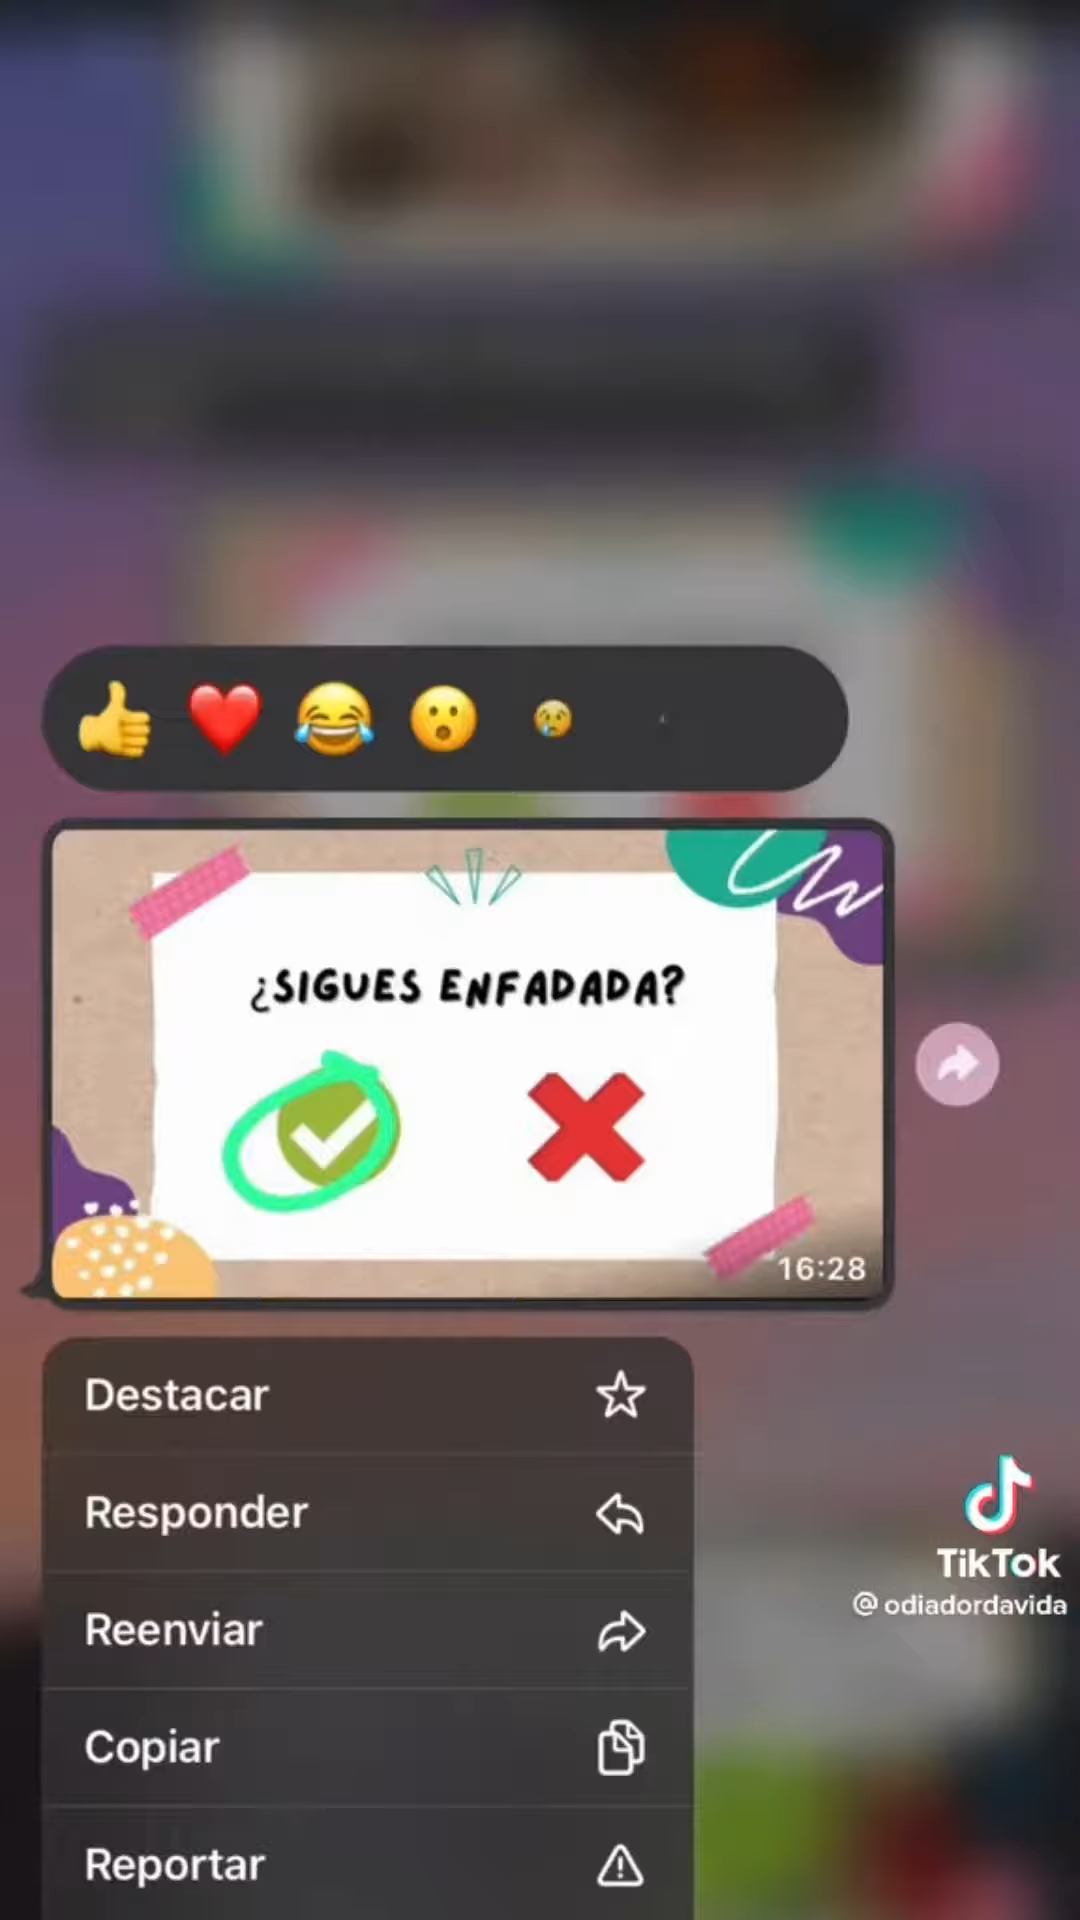 ¿SIGUES ENFADADA?
16:28
Destacar
Responder
Reenviar
Copiar
Reportar
TikTok
@odiadordavida